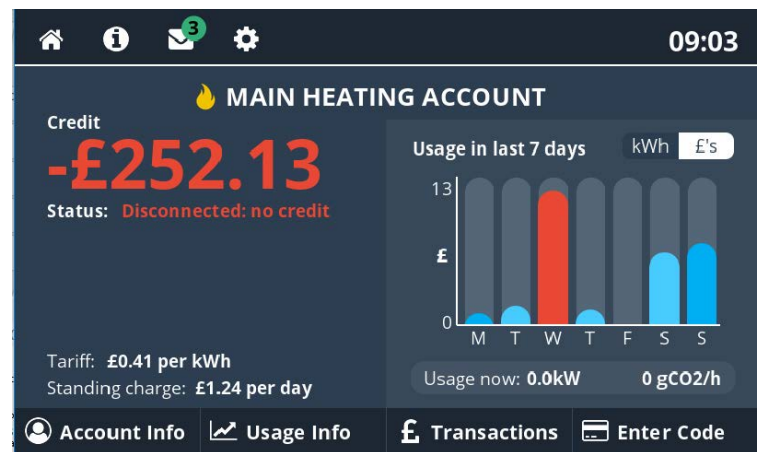 3
09:03
MAIN HEATING ACCOUNT
Credit
-£252.13
Status: Disconnected: no credit
Tariff: £0.41 per kWh
Standing charge: £1.24 per day
Usage in last 7 days kWh £'s
13
£
0
M T W T F S S
Usage now: 0.0kW 0 gCO2/h
Account Info Usage Info £ Transactions Enter Code